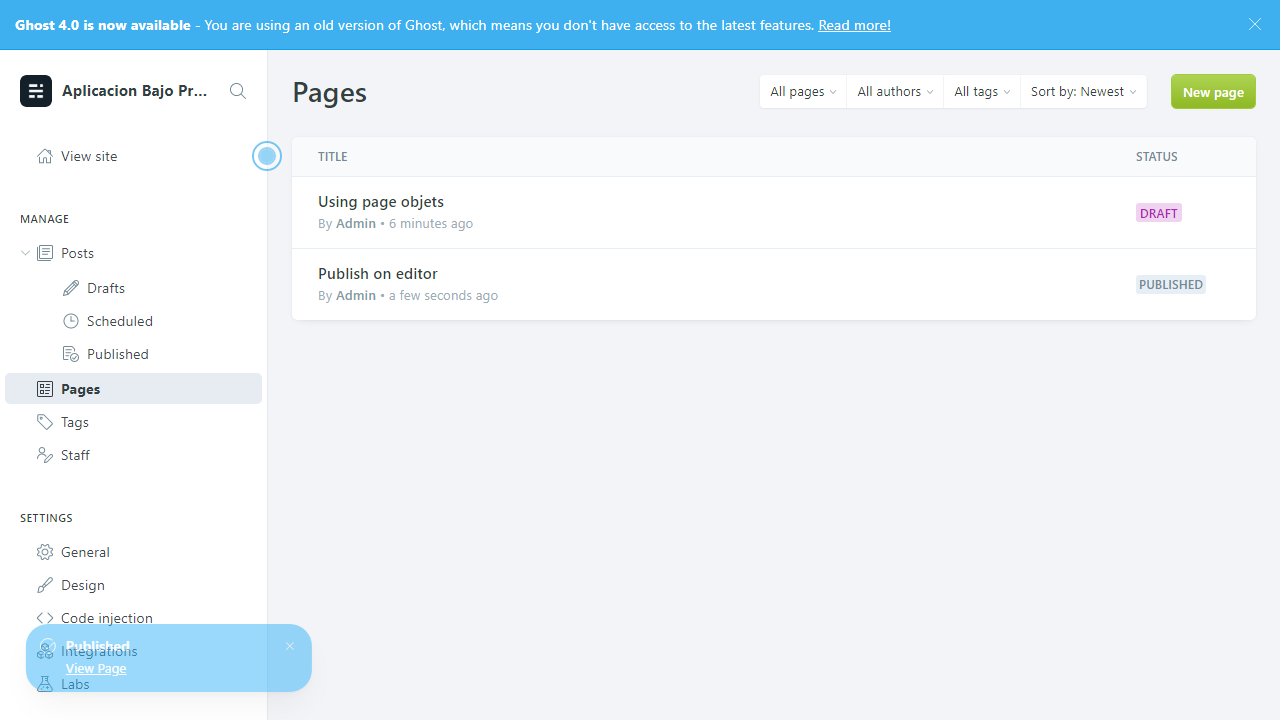 Ghost 4.0 is now available - You are using an old version of Ghost, which means you don't have access to the latest features. Read more!
Aplicacion Bajo Pr...
View site
MANAGE
Posts
Drafts
Scheduled
Published
Pages
Tags
Staff
SETTINGS
General
Design
Code injection
Integrations
Labs
Published
View Page
Pages
All pages
All authors
All tags
Sort by: Newest
New page
TITLE STATUS
Using page objets
By Admin • 6 minutes ago
DRAFT
Publish on editor
By Admin • a few seconds ago
PUBLISHED